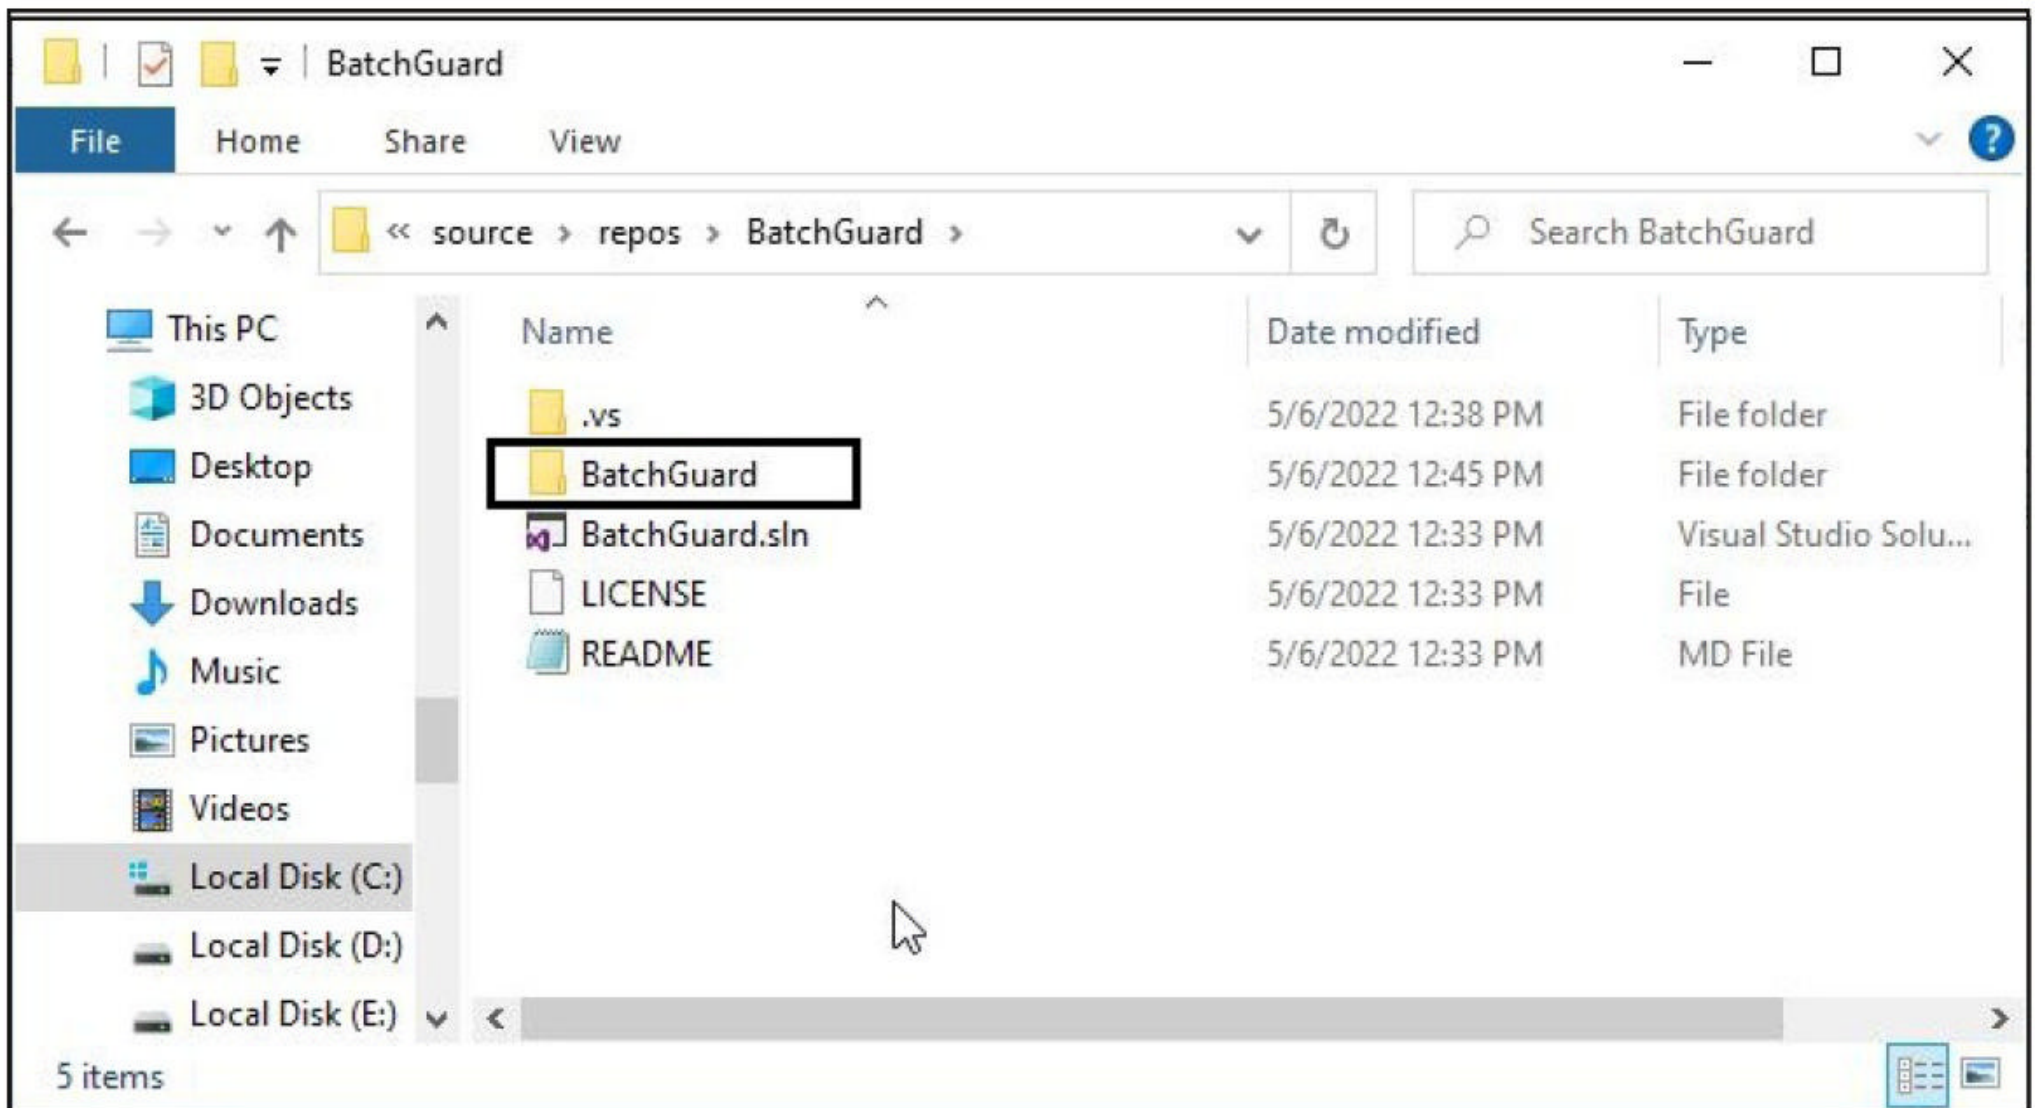 BatchGuard
File Home Share View ?
« source › repos › BatchGuard › Search BatchGuard
This PC
3D Objects
Desktop
Documents
Downloads
Music
Pictures
Videos
Local Disk (C:)
Local Disk (D:)
Local Disk (E:)
Name Date modified Type
.vs 5/6/2022 12:38 PM File folder
BatchGuard 5/6/2022 12:45 PM File folder
BatchGuard.sln 5/6/2022 12:33 PM Visual Studio Solu...
LICENSE 5/6/2022 12:33 PM File
README 5/6/2022 12:33 PM MD File
5 items